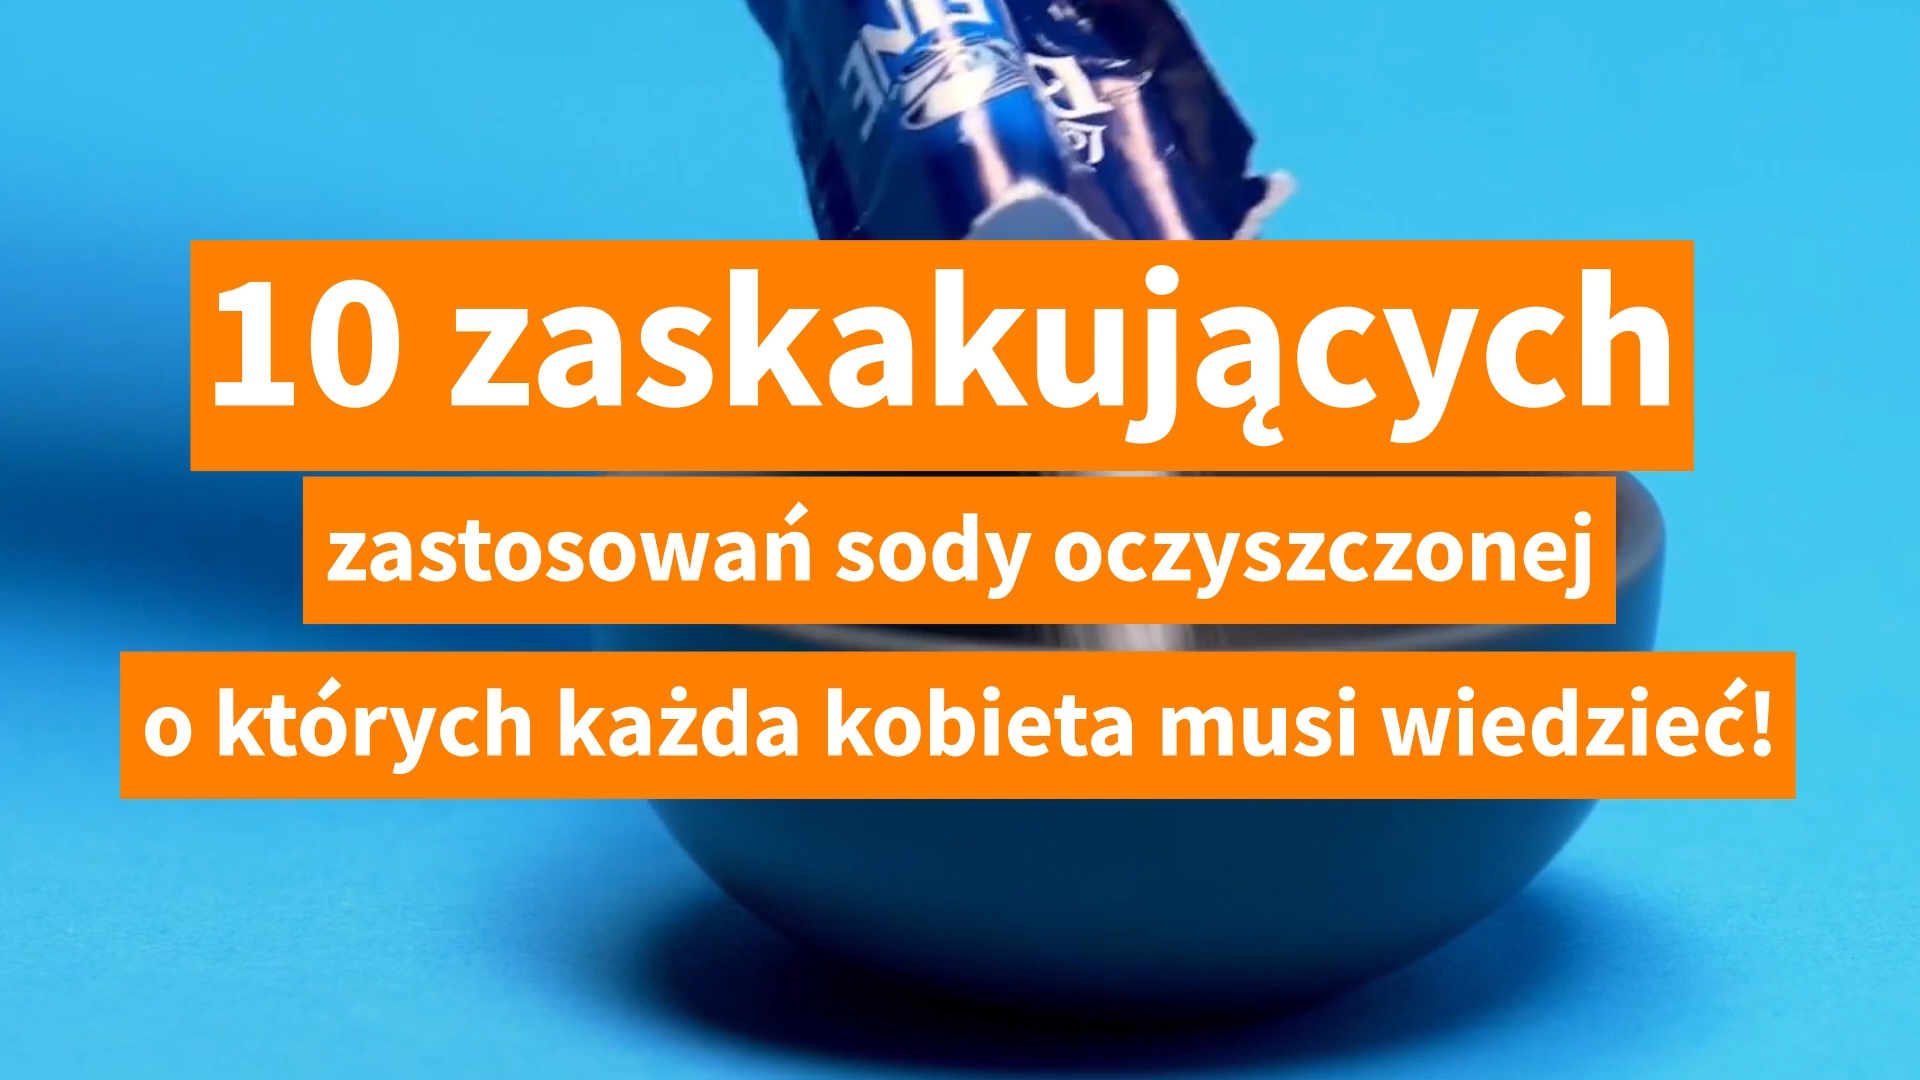 10 zaskakujących
zastosowań sody oczyszczonej
o których każda kobieta musi wiedzieć!